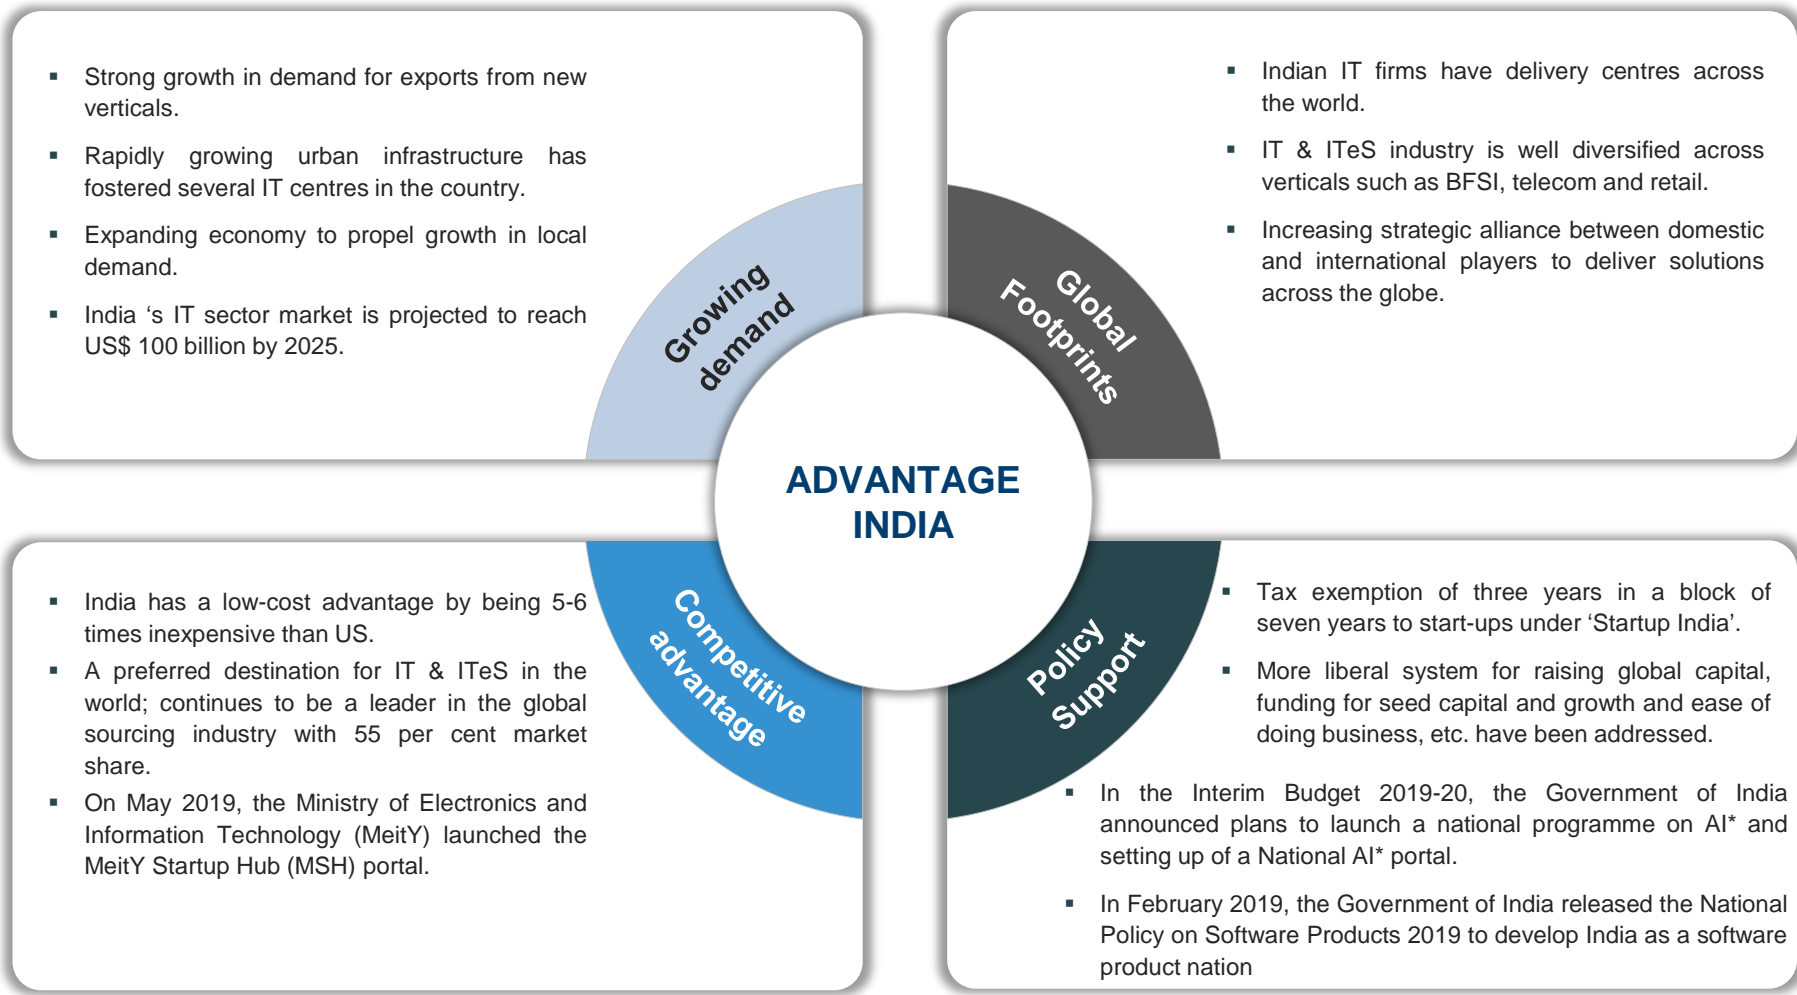 Strong growth in demand for exports from new
verticals.
Rapidly growing urban infrastructure has
fostered several IT centres in the country.
Expanding economy to propel growth in local
demand.
India ‘s IT sector market is projected to reach
US$ 100 billion by 2025.
Growing
demand
Indian IT firms have delivery centres across
the world.
IT & ITeS industry is well diversified across
verticals such as BFSI, telecom and retail.
Increasing strategic alliance between domestic
and international players to deliver solutions
across the globe.
Global
Footprints
ADVANTAGE
INDIA
India has a low-cost advantage by being 5-6
times inexpensive than US.
A preferred destination for IT & ITeS in the
world; continues to be a leader in the global
sourcing industry with 55 per cent market
share.
On May 2019, the Ministry of Electronics and
Information Technology (MeitY) launched the
MeitY Startup Hub (MSH) portal.
Competitive
advantage
Policy
Support
Tax exemption of three years in a block of
seven years to start-ups under ‘Startup India’.
More liberal system for raising global capital,
funding for seed capital and growth and ease of
doing business, etc. have been addressed.
In the Interim Budget 2019-20, the Government of India
announced plans to launch a national programme on AI* and
setting up of a National AI* portal.
In February 2019, the Government of India released the National
Policy on Software Products 2019 to develop India as a software
product nation